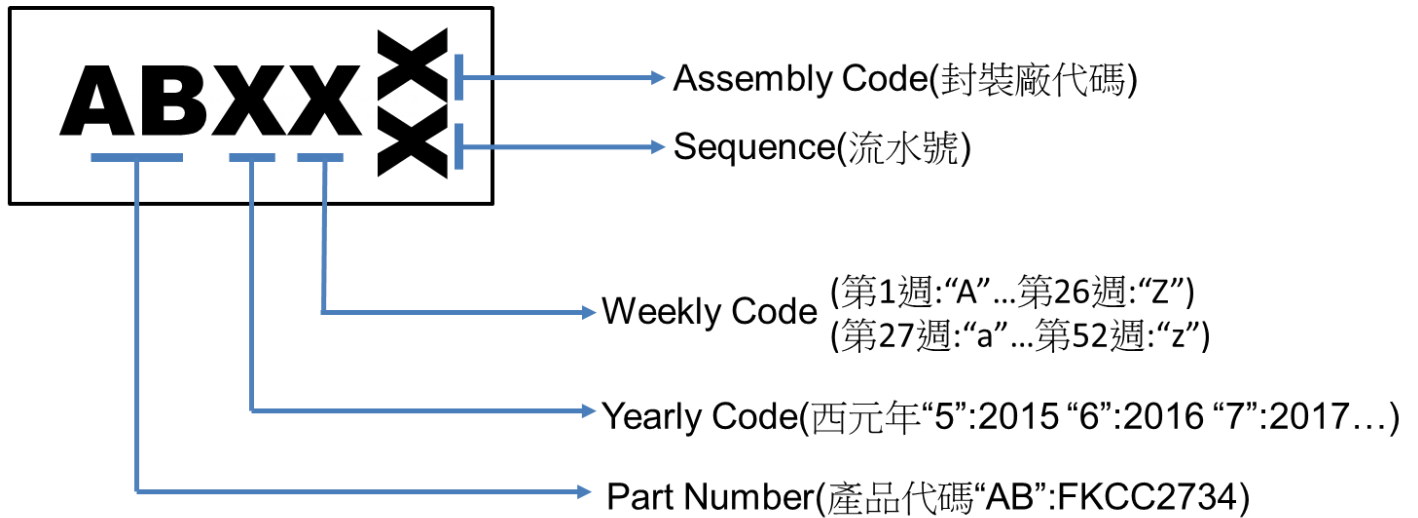 ABXX
X
X
Assembly Code(封裝廠代碼)
Sequence(流水號)
Weekly Code
(第1週:“A”…第26週:“Z”)
(第27週:“a”…第52週:“z”)
Yearly Code(西元年“5”:2015 “6”:2016 “7”:2017…)
Part Number(產品代碼“AB”:FKCC2734)